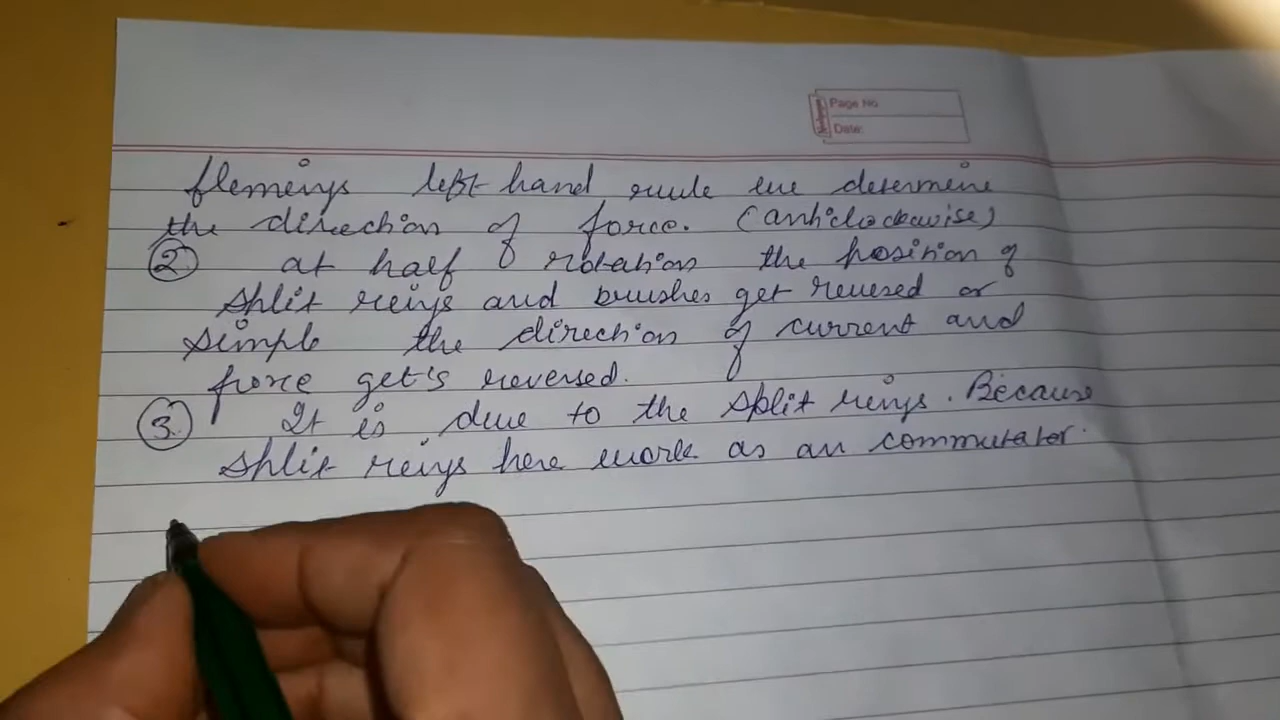 Page No
Date:
flemings left hand rule we determine
the direction of force. (anticlockwise)
2. at half rotation the position of
split rings and brushes get reversed or
simple the direction of current and
force get's reversed.
3. It is due to the split rings. Because
split rings here work as an commutator.